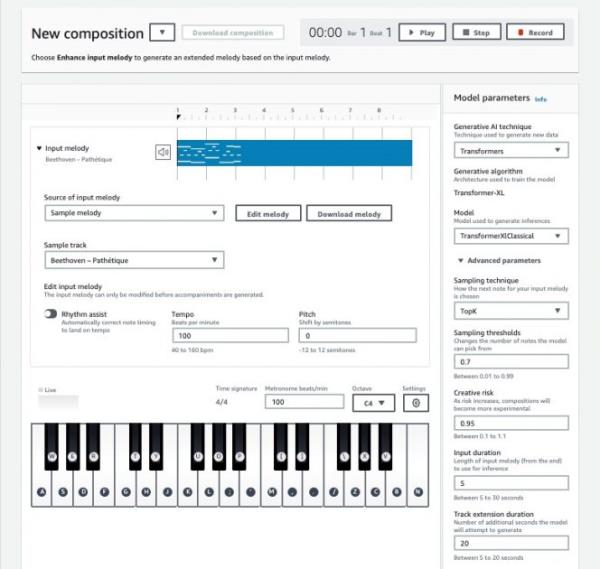 New composition
Download composition
00:00 Bar 1 Beat 1
Play
Stop
Record
Choose Enhance input melody to generate an extended melody based on the input melody.
1 2 3 4 5 6 7 8
Input melody
Beethoven – Pathétique
Source of input melody
Sample melody
Edit melody
Download melody
Sample track
Beethoven – Pathétique
Edit input melody
The input melody can only be modified before accompaniments are generated.
Rhythm assist
Automatically correct note timing
to land on tempo
Tempo
Beats per minute
100
40 to 160 bpm
Pitch
Shift by semitones
0
-12 to 12 semitones
Live
Time signature
4/4
Metronome beats/min
100
Octave
C4
Settings
W E R T Y U O P [ ] L X V
A S D F G H J K L ; ' M , . / Z C B N
Model parameters Info
Generative AI technique
Technique used to generate new data
Transformers
Generative algorithm
Architecture used to train the model
Transformer-XL
Model
Model used to generate inferences
TransformerXlClassical
Advanced parameters
Sampling technique
How the next note for your input melody
is chosen
TopK
Sampling thresholds
Changes the number of notes the model
can pick from
0.7
Between 0.01 to 0.99
Creative risk
As risk increases, compositions will
become more experimental
0.95
Between 0.1 to 1.1
Input duration
Length of input melody (from the end)
to use for inference
5
Between 5 to 30 seconds
Track extension duration
Number of additional seconds the model
will attempt to generate
20
Between 5 to 20 seconds